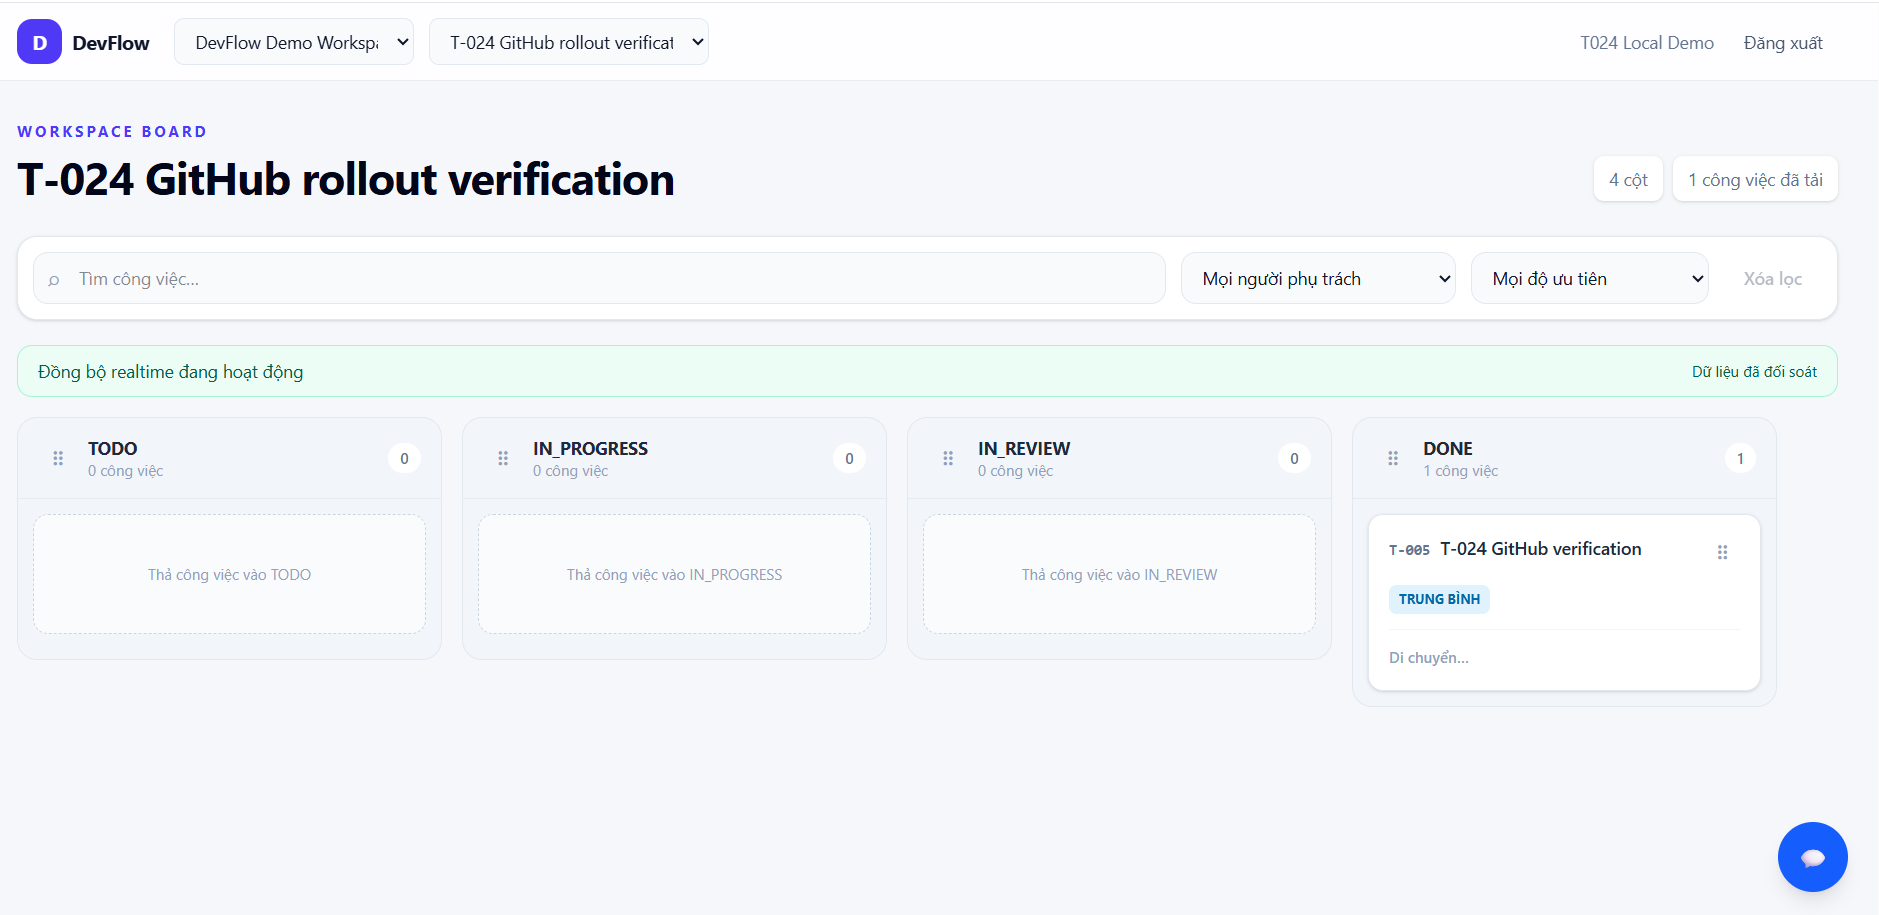 D DevFlow DevFlow Demo Workspa T-024 GitHub rollout verificat T024 Local Demo Đăng xuất
WORKSPACE BOARD
T-024 GitHub rollout verification 4 cột 1 công việc đã tải
Tìm công việc... Mọi người phụ trách Mọi độ ưu tiên Xóa lọc
Đồng bộ realtime đang hoạt động Dữ liệu đã đối soát
TODO
0 công việc
0
Thả công việc vào TODO
IN_PROGRESS
0 công việc
0
Thả công việc vào IN_PROGRESS
IN_REVIEW
0 công việc
0
Thả công việc vào IN_REVIEW
DONE
1 công việc
1
T-005 T-024 GitHub verification
TRUNG BÌNH
Di chuyển...